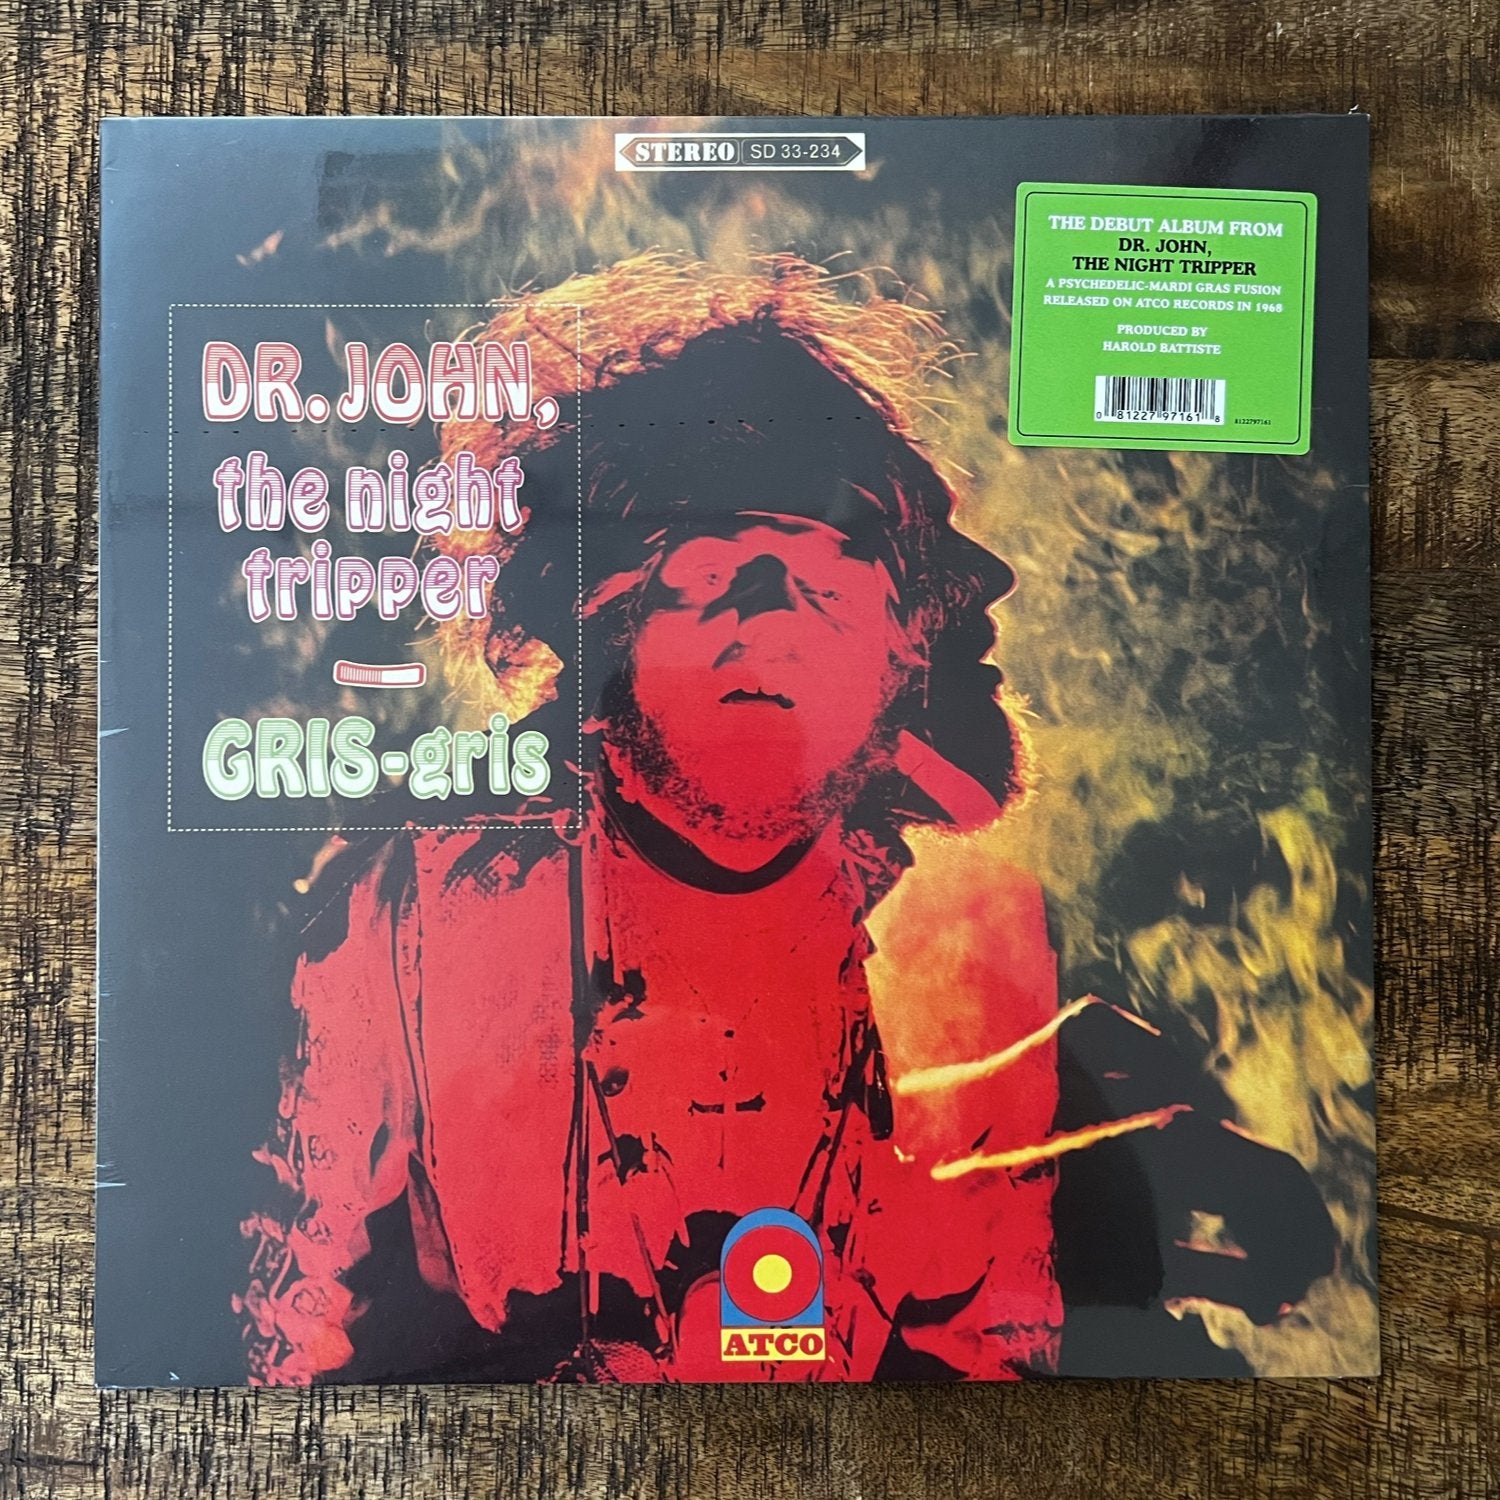 STEREO SD 33-234
THE DEBUT ALBUM FROM
DR. JOHN,
THE NIGHT TRIPPER
A PSYCHEDELIC-MARDI GRAS FUSION
RELEASED ON ATCO RECORDS IN 1968
PRODUCED BY
HAROLD BATTISTE
0 81227 97161 8
8122797161
DR. JOHN,
the night
tripper
GRIS-gris
ATCO